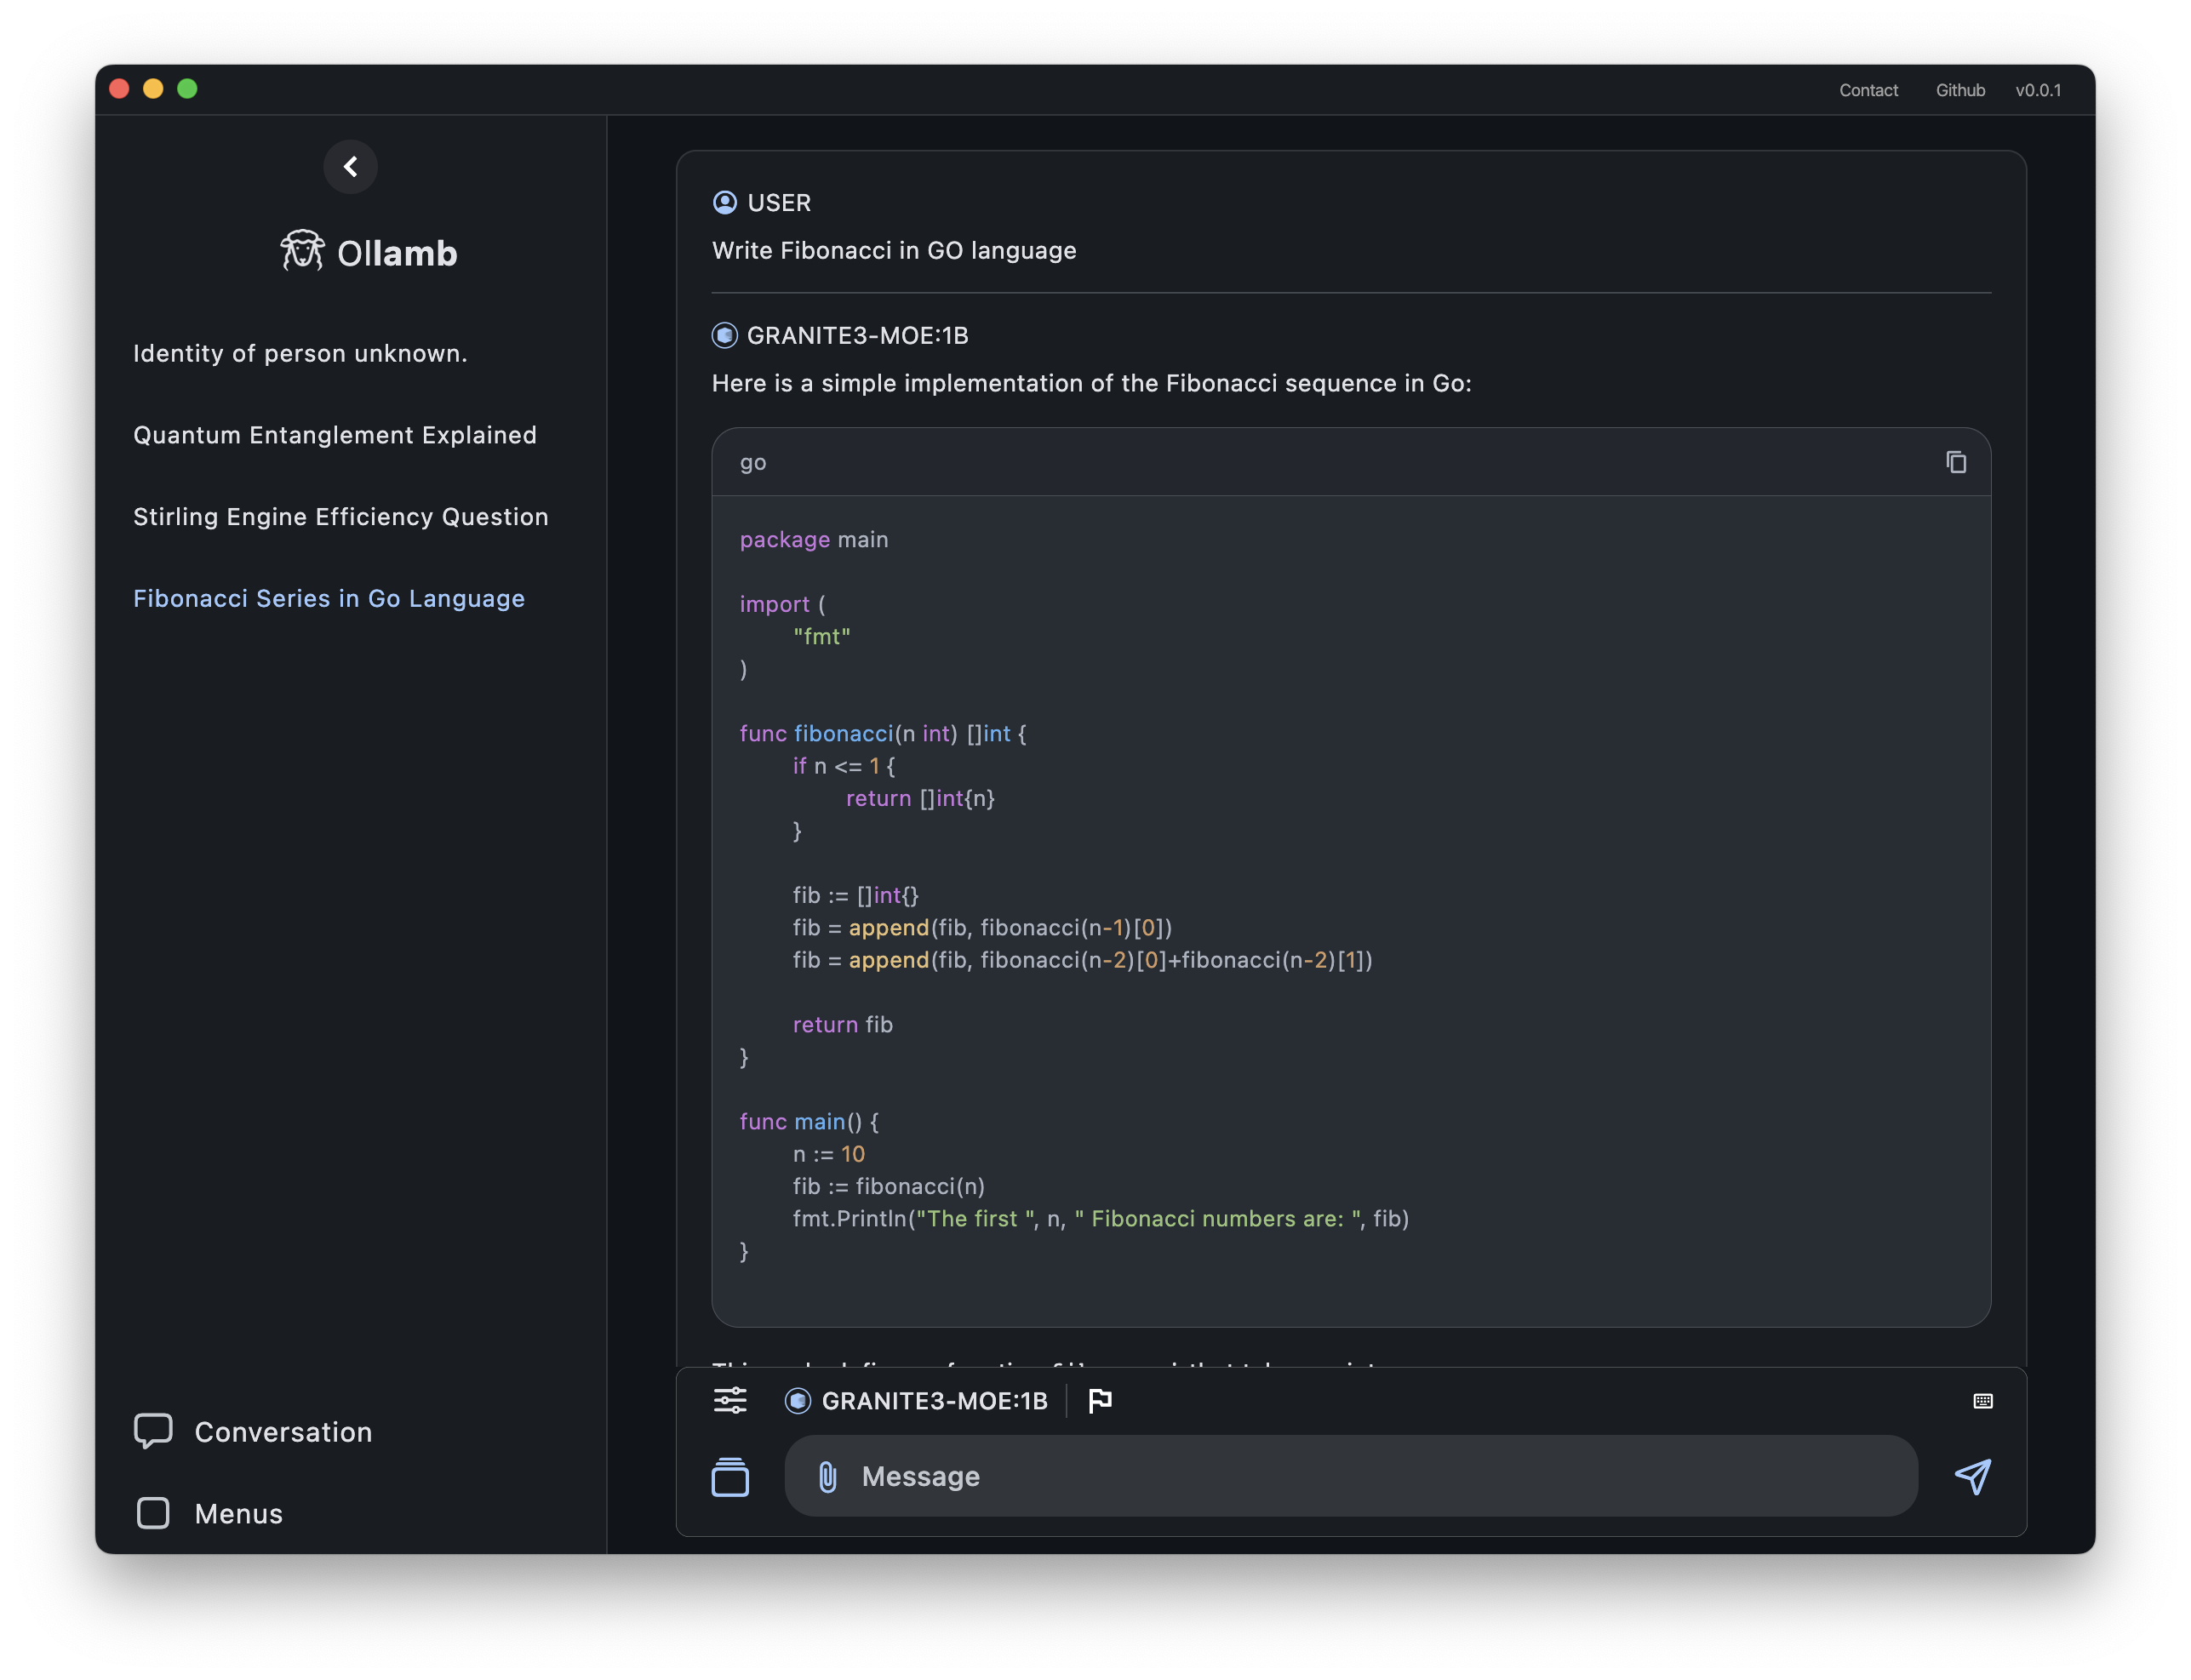 Contact Github v0.0.1
Ollamb
Identity of person unknown.
Quantum Entanglement Explained
Stirling Engine Efficiency Question
Fibonacci Series in Go Language
Conversation
Menus
USER
Write Fibonacci in GO language
GRANITE3-MOE:1B
Here is a simple implementation of the Fibonacci sequence in Go:
go
package main
import (
"fmt"
)
func fibonacci(n int) []int {
if n <= 1 {
return []int{n}
}
fib := []int{}
fib = append(fib, fibonacci(n-1)[0])
fib = append(fib, fibonacci(n-2)[0]+fibonacci(n-2)[1])
return fib
}
func main() {
n := 10
fib := fibonacci(n)
fmt.Println("The first ", n, " Fibonacci numbers are: ", fib)
}
GRANITE3-MOE:1B
Message